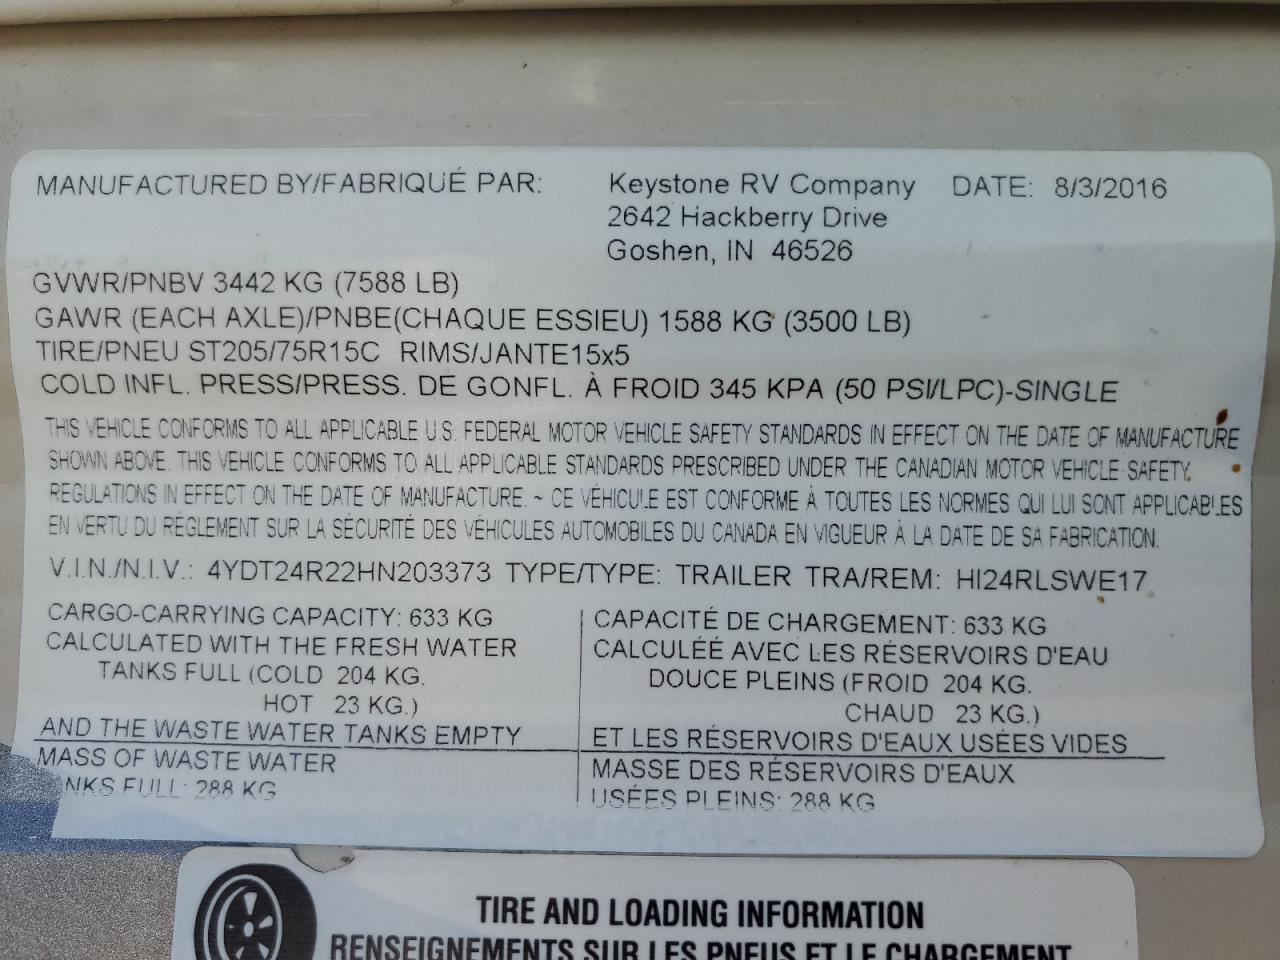 MANUFACTURED BY/FABRIQUÉ PAR: Keystone RV Company DATE: 8/3/2016
2642 Hackberry Drive
Goshen, IN 46526
GVWR/PNBV 3442 KG (7588 LB)
GAWR (EACH AXLE)/PNBE(CHAQUE ESSIEU) 1588 KG (3500 LB)
TIRE/PNEU ST205/75R15C RIMS/JANTE15x5
COLD INFL. PRESS/PRESS. DE GONFL. À FROID 345 KPA (50 PSI/LPC)-SINGLE
THIS VEHICLE CONFORMS TO ALL APPLICABLE U.S. FEDERAL MOTOR VEHICLE SAFETY STANDARDS IN EFFECT ON THE DATE OF MANUFACTURE
SHOWN ABOVE. THIS VEHICLE CONFORMS TO ALL APPLICABLE STANDARDS PRESCRIBED UNDER THE CANADIAN MOTOR VEHICLE SAFETY
REGULATIONS IN EFFECT ON THE DATE OF MANUFACTURE. ~ CE VÉHICULE EST CONFORME À TOUTES LES NORMES QUI LUI SONT APPLICABLES
EN VERTU DU RÉGLEMENT SUR LA SÉCURITÉ DES VÉHICULES AUTOMOBILES DU CANADA EN VIGUEUR À LA DATE DE SA FABRICATION.
V.I.N./N.I.V.: 4YDT24R22HN203373 TYPE/TYPE: TRAILER TRA/REM: HI24RLSWE17
CARGO-CARRYING CAPACITY: 633 KG
CALCULATED WITH THE FRESH WATER
TANKS FULL (COLD 204 KG.
HOT 23 KG.)
AND THE WASTE WATER TANKS EMPTY
MASS OF WASTE WATER
NKS FULL: 288 KG
CAPACITÉ DE CHARGEMENT: 633 KG
CALCULÉÉ AVEC LES RÉSERVOIRS D'EAU
DOUCE PLEINS (FROID 204 KG.
CHAUD 23 KG.)
ET LES RÉSERVOIRS D'EAUX USÉES VIDES
MASSE DES RÉSERVOIRS D'EAUX
USÉES PLEINS: 288 KG
TIRE AND LOADING INFORMATION
RENSEIGNEMENTS SUR LES PNEUS ET LE CHARGEMENT